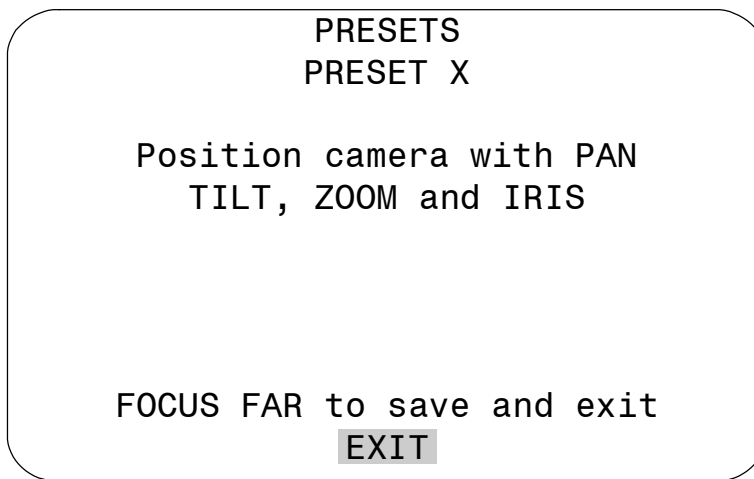 PRESETS
PRESET X
Position camera with PAN
TILT, ZOOM and IRIS
FOCUS FAR to save and exit
EXIT